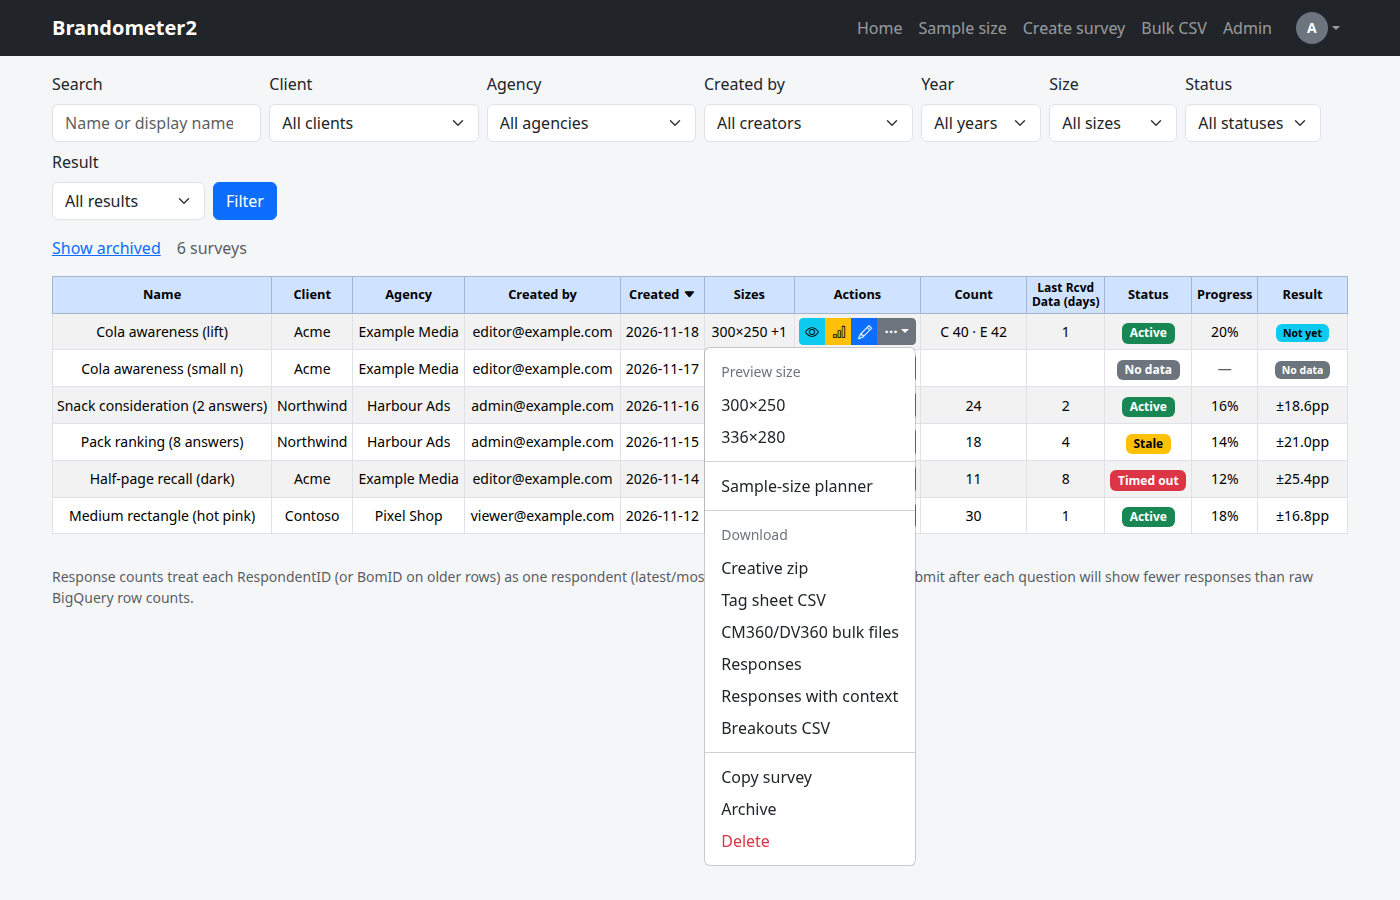 Brandometer2
Home Sample size Create survey Bulk CSV Admin A
Search Client Agency Created by Year Size Status
Name or display name All clients All agencies All creators All years All sizes All statuses
Result
All results Filter
Show archived 6 surveys
Name Client Agency Created by Created Sizes Actions Count Last Rcvd Data (days) Status Progress Result
Cola awareness (lift) Acme Example Media editor@example.com 2026-11-18 300×250 +1 C 40 · E 42 1 Active 20% Not yet
Cola awareness (small n) Acme Example Media editor@example.com 2026-11-17 No data — No data
Snack consideration (2 answers) Northwind Harbour Ads admin@example.com 2026-11-16 24 2 Active 16% ±18.6pp
Pack ranking (8 answers) Northwind Harbour Ads admin@example.com 2026-11-15 18 4 Stale 14% ±21.0pp
Half-page recall (dark) Acme Example Media editor@example.com 2026-11-14 11 8 Timed out 12% ±25.4pp
Medium rectangle (hot pink) Contoso Pixel Shop viewer@example.com 2026-11-12 30 1 Active 18% ±16.8pp
Preview size
300×250
336×280
Sample-size planner
Download
Creative zip
Tag sheet CSV
CM360/DV360 bulk files
Responses
Responses with context
Breakouts CSV
Copy survey
Archive
Delete
Response counts treat each RespondentID (or BomID on older rows) as one respondent after each question will show fewer responses than raw
BigQuery row counts.